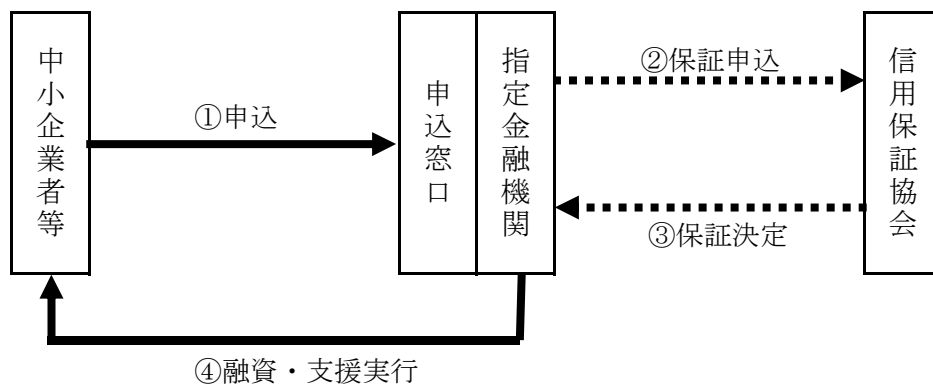 中小企業者等
①申込
申込窓口
指定金融機関
②保証申込
③保証決定
信用保証協会
④融資・支援実行